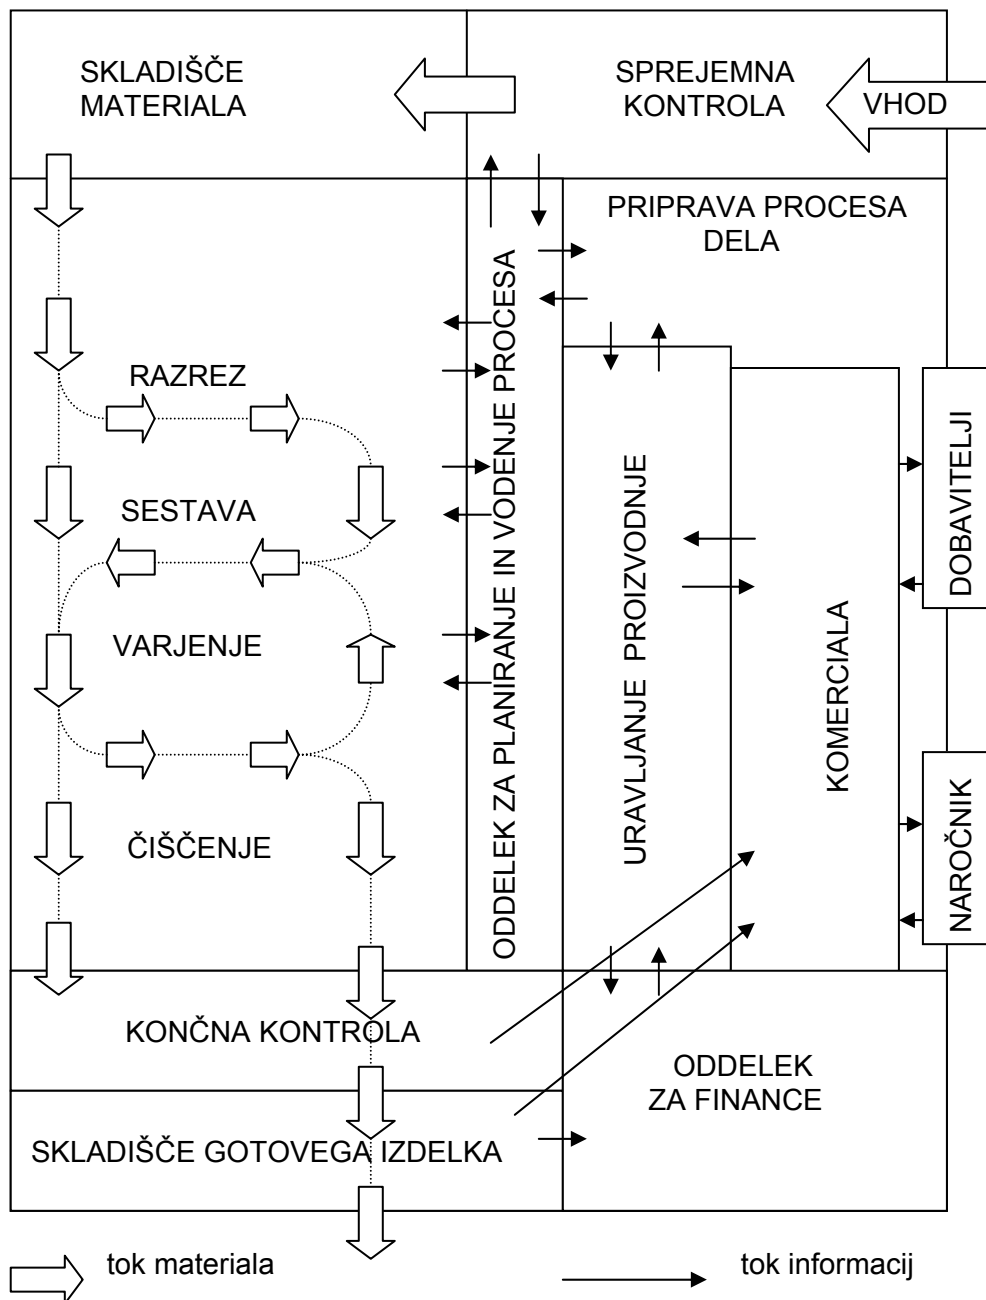 SKLADIŠČE
MATERIALA
SPREJEMNA
KONTROLA
VHOD
PRIPRAVA PROCESA
DELA
RAZREZ
SESTAVA
VARJENJE
ČIŠČENJE
ODDELEK ZA PLANIRANJE IN VODENJE PROCESA
URAVLJANJE PROIZVODNJE
KOMERCIALA
DOBAVITELJI
NAROČNIK
KONČNA KONTROLA
ODDELEK
ZA FINANCE
SKLADIŠČE GOTOVEGA IZDELKA
tok materiala
tok informacij